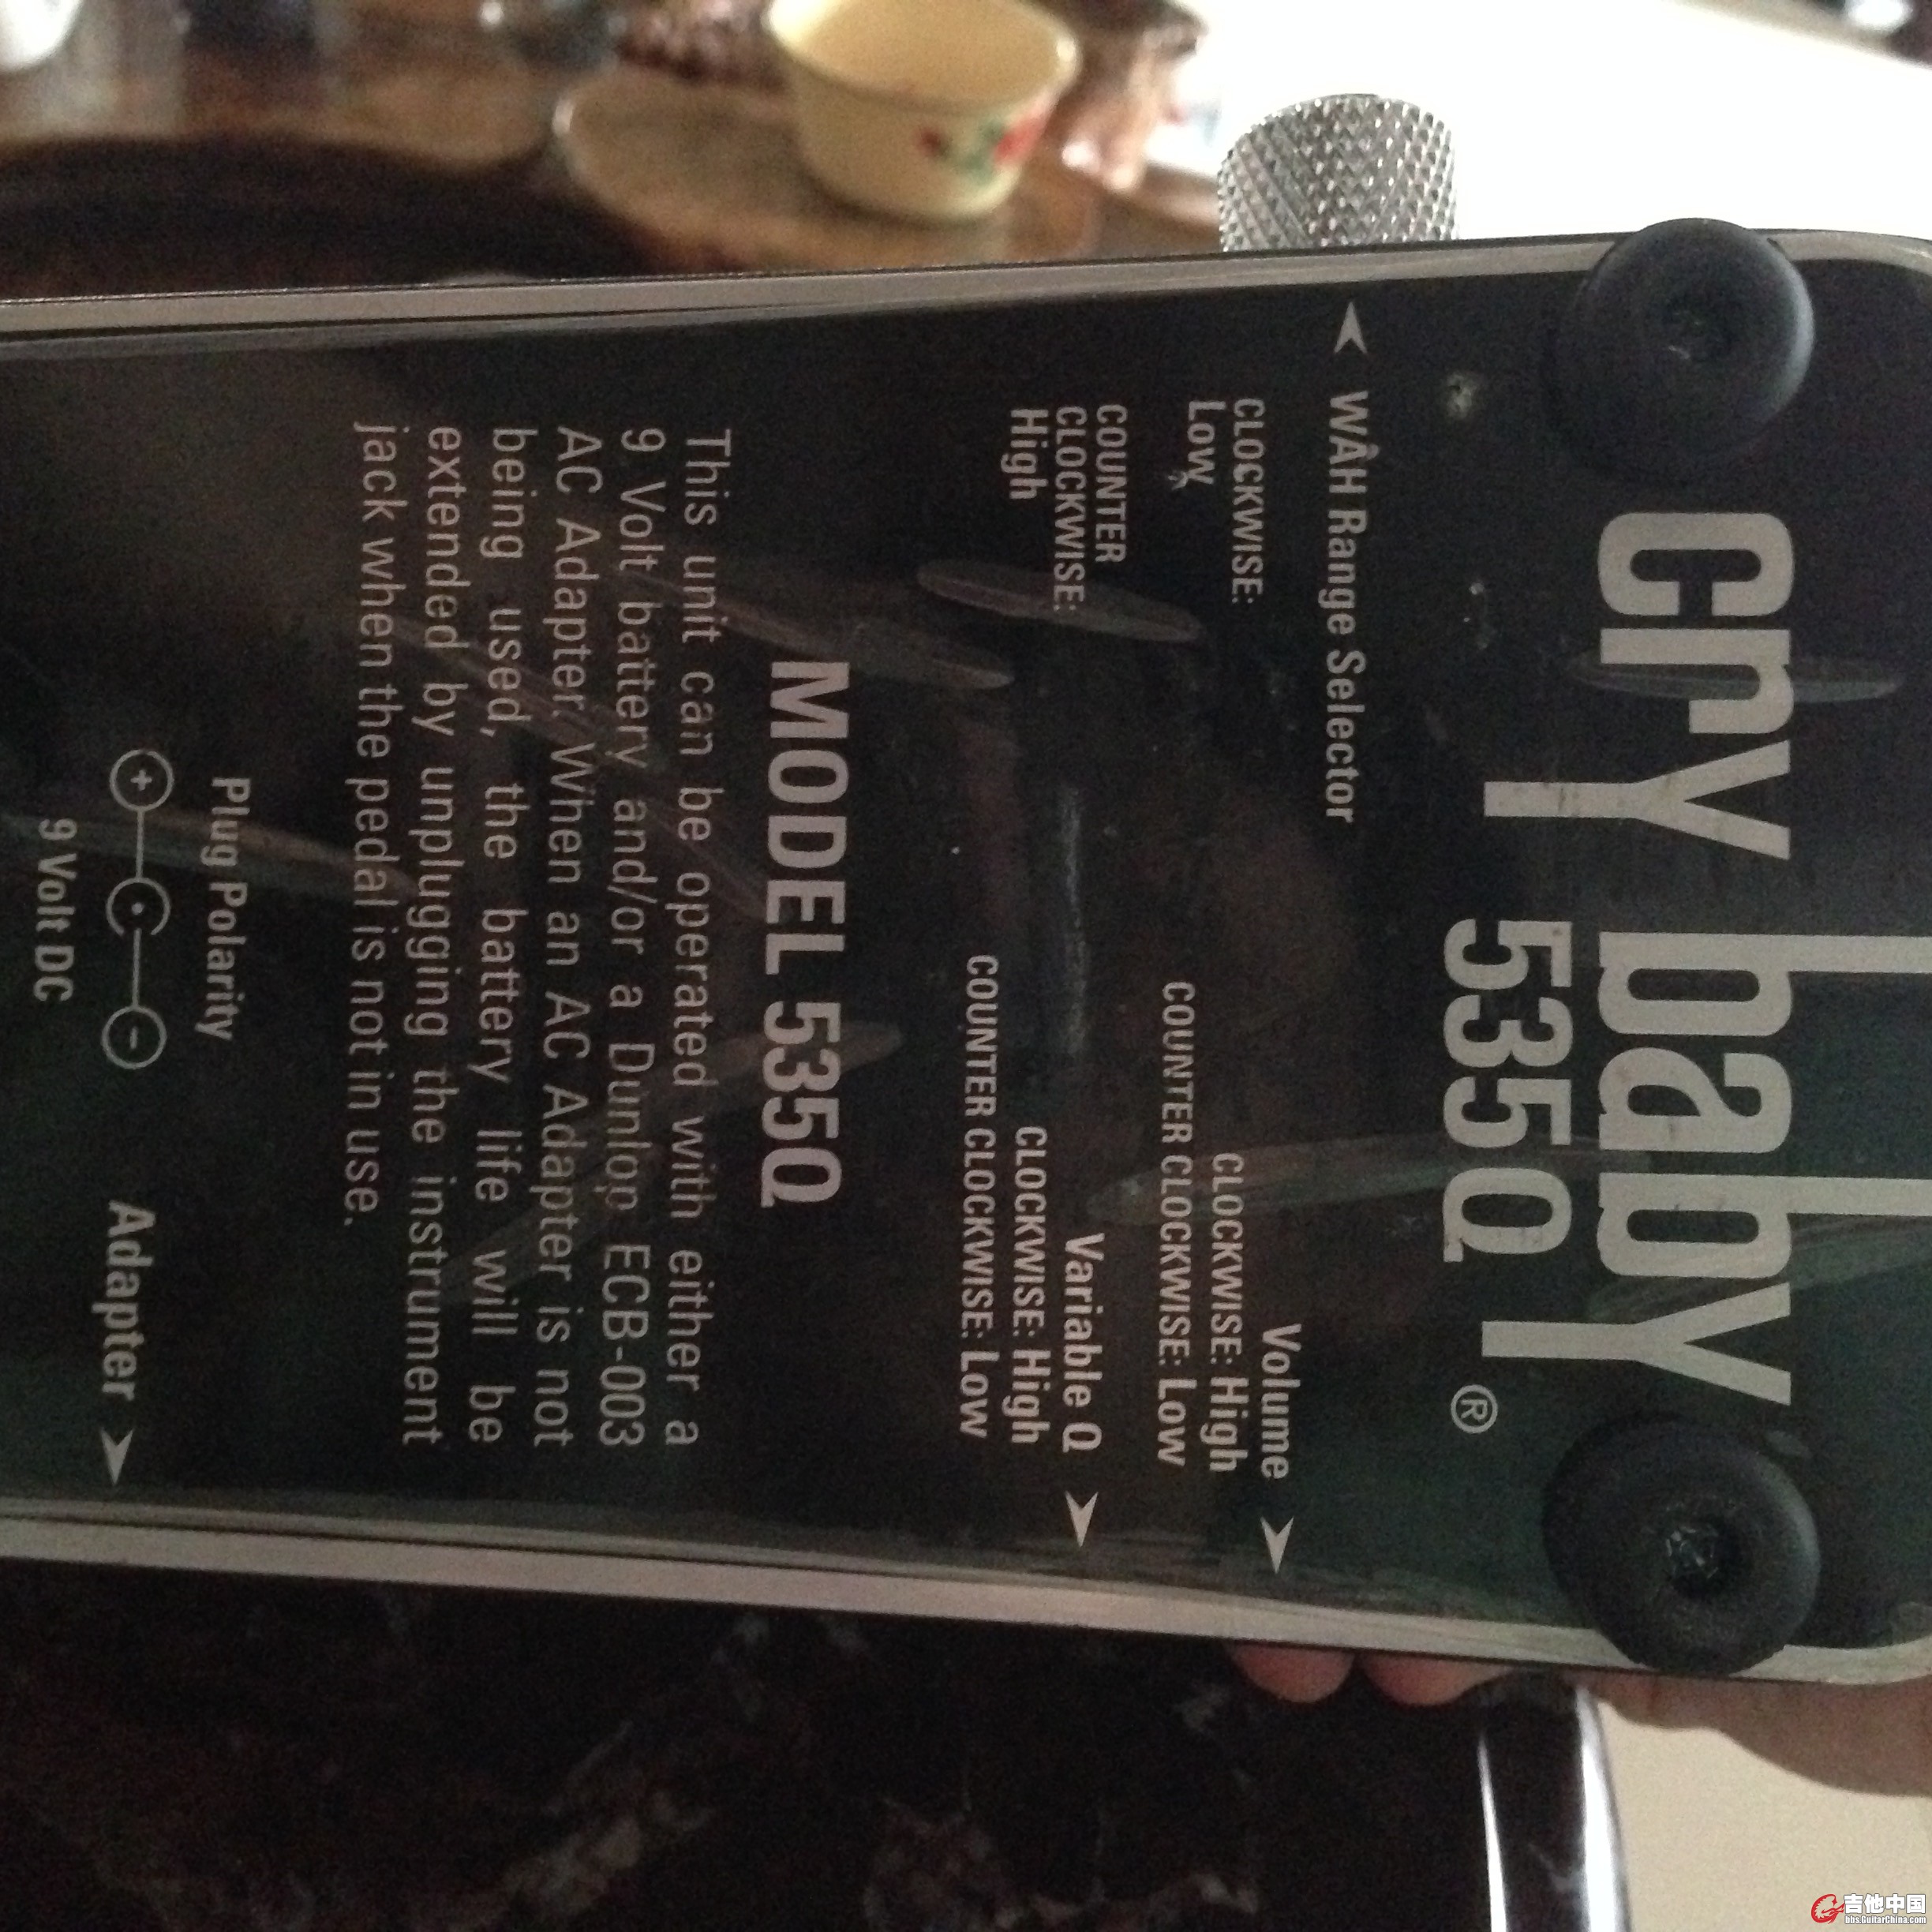 cry baby
535Q ®
WÂH Range Selector
CLOCKWISE:
Low
COUNTER
CLOCKWISE:
High
Volume
CLOCKWISE: High
COUNTER CLOCKWISE: Low
Variable Q
CLOCKWISE: High
COUNTER CLOCKWISE: Low
MODEL 535Q
This unit can be operated with either a
9 Volt battery and/or a Dunlop ECB-003
AC Adapter. When an AC Adapter is not
being used, the battery life will be
extended by unplugging the instrument
jack when the pedal is not in use.
Plug Polarity
+ -
9 Volt DC
Adapter
吉他中国
bbs.GuitarChina.com